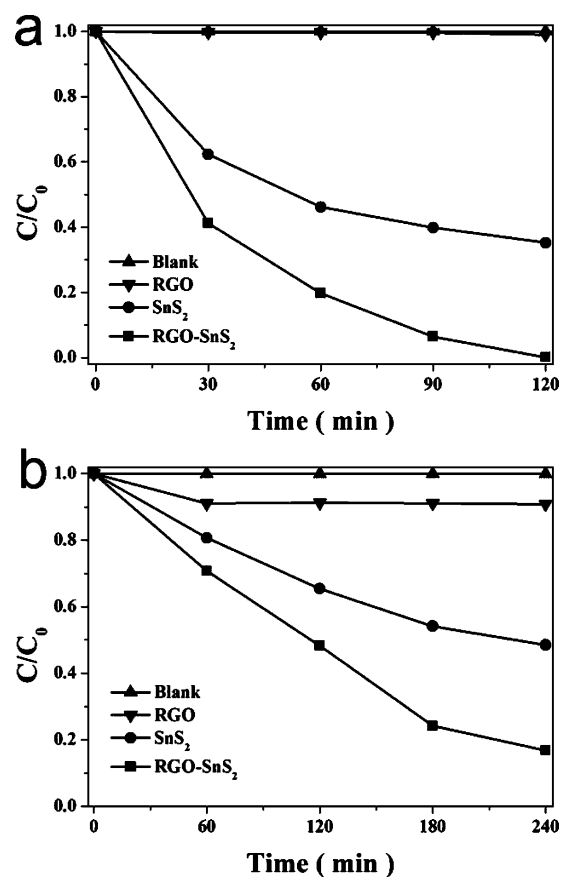 a
1.0
0.8
0.6
0.4
0.2
0.0
C/C₀
Blank
RGO
SnS₂
RGO-SnS₂
0 30 60 90 120
Time ( min )
b
1.0
0.8
0.6
0.4
0.2
0.0
C/C₀
Blank
RGO
SnS₂
RGO-SnS₂
0 60 120 180 240
Time ( min )